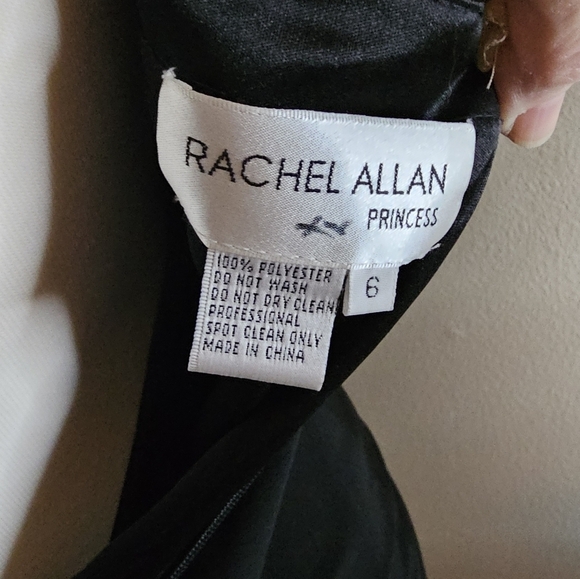 RACHEL ALLAN
PRINCESS
100% POLYESTER
DO NOT WASH
DO NOT DRY CLEAN
PROFESSIONAL
SPOT CLEAN ONLY
MADE IN CHINA
6